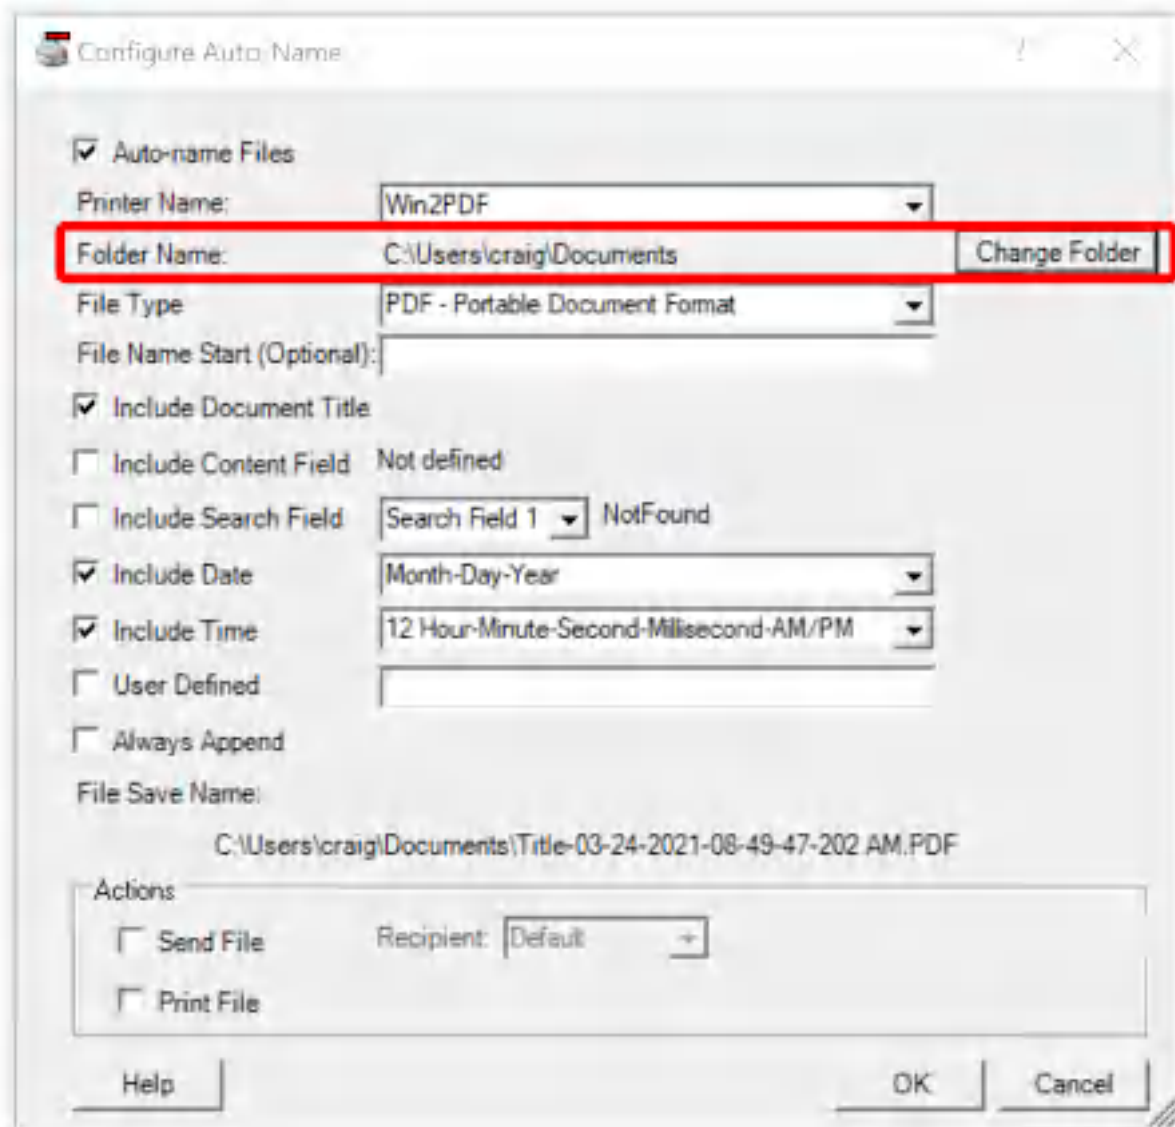 Configure Auto-Name
?
Auto-name Files
Printer Name: Win2PDF
Folder Name: C:\Users\craig\Documents Change Folder
File Type PDF - Portable Document Format
File Name Start (Optional):
Include Document Title
Include Content Field Not defined
Include Search Field Search Field 1 NotFound
Include Date Month-Day-Year
Include Time 12 Hour-Minute-Second-Millisecond-AM/PM
User Defined
Always Append
File Save Name:
C:\Users\craig\Documents\Title-03-24-2021-08-49-47-202 AM.PDF
Actions
Send File Recipient: Default
Print File
Help OK Cancel